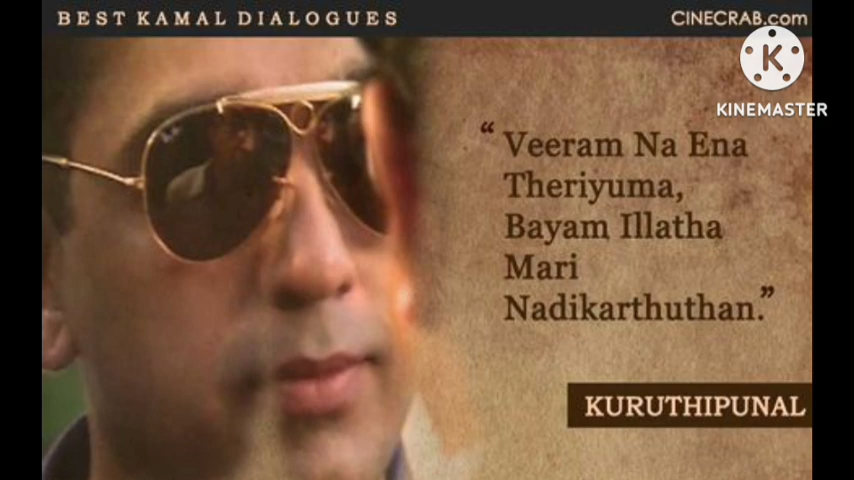 BEST KAMAL DIALOGUES
CINECRAB.com
K
KINEMASTER
“ Veeram Na Ena
Theriyuma,
Bayam Illatha
Mari
Nadikarthuthan.”
KURUTHIPUNAL